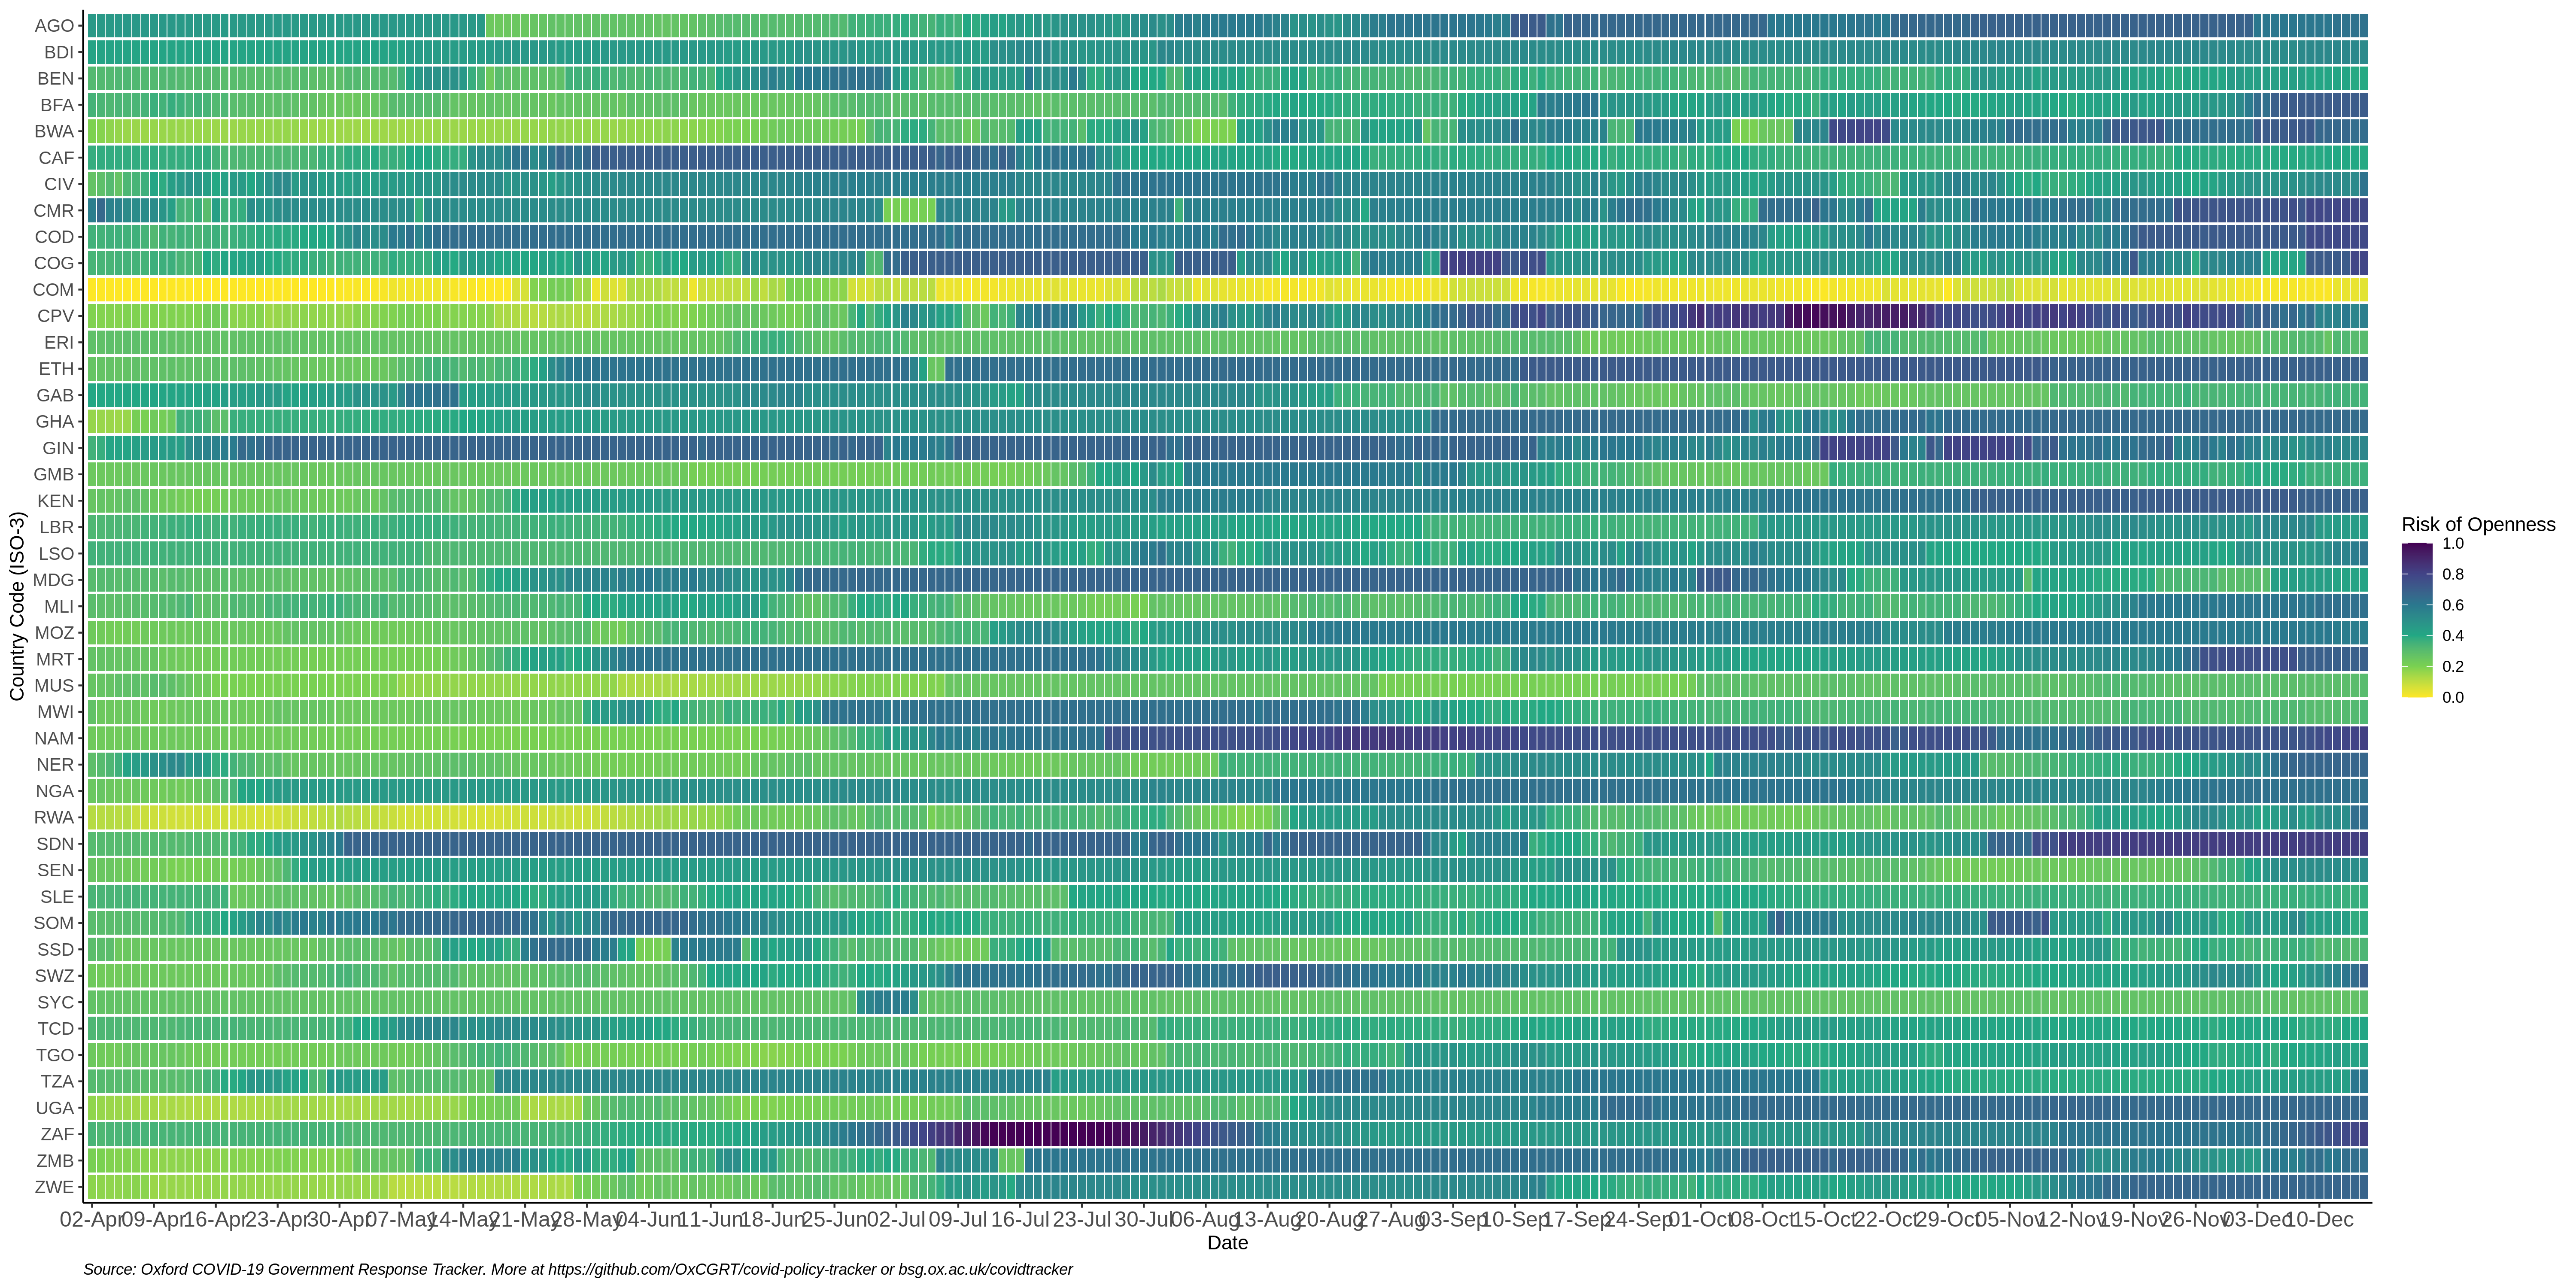 AGO
BDI
BEN
BFA
BWA
CAF
CIV
CMR
COD
COG
COM
CPV
ERI
ETH
GAB
GHA
GIN
GMB
KEN
LBR
LSO
MDG
MLI
MOZ
MRT
MUS
MWI
NAM
NER
NGA
RWA
SDN
SEN
SLE
SOM
SSD
SWZ
SYC
TCD
TGO
TZA
UGA
ZAF
ZMB
ZWE
Country Code (ISO-3)
02-Apr 09-Apr 16-Apr 23-Apr 30-Apr 07-May 14-May 21-May 28-May 04-Jun 11-Jun 18-Jun 25-Jun 02-Jul 09-Jul 16-Jul 23-Jul 30-Jul 06-Aug 13-Aug 20-Aug 27-Aug 03-Sep 10-Sep 17-Sep 24-Sep 01-Oct 08-Oct 15-Oct 22-Oct 29-Oct 05-Nov 12-Nov 19-Nov 26-Nov 03-Dec 10-Dec
Date
Risk of Openness
1.0
0.8
0.6
0.4
0.2
0.0
Source: Oxford COVID-19 Government Response Tracker. More at https://github.com/OxCGRT/covid-policy-tracker or bsg.ox.ac.uk/covidtracker